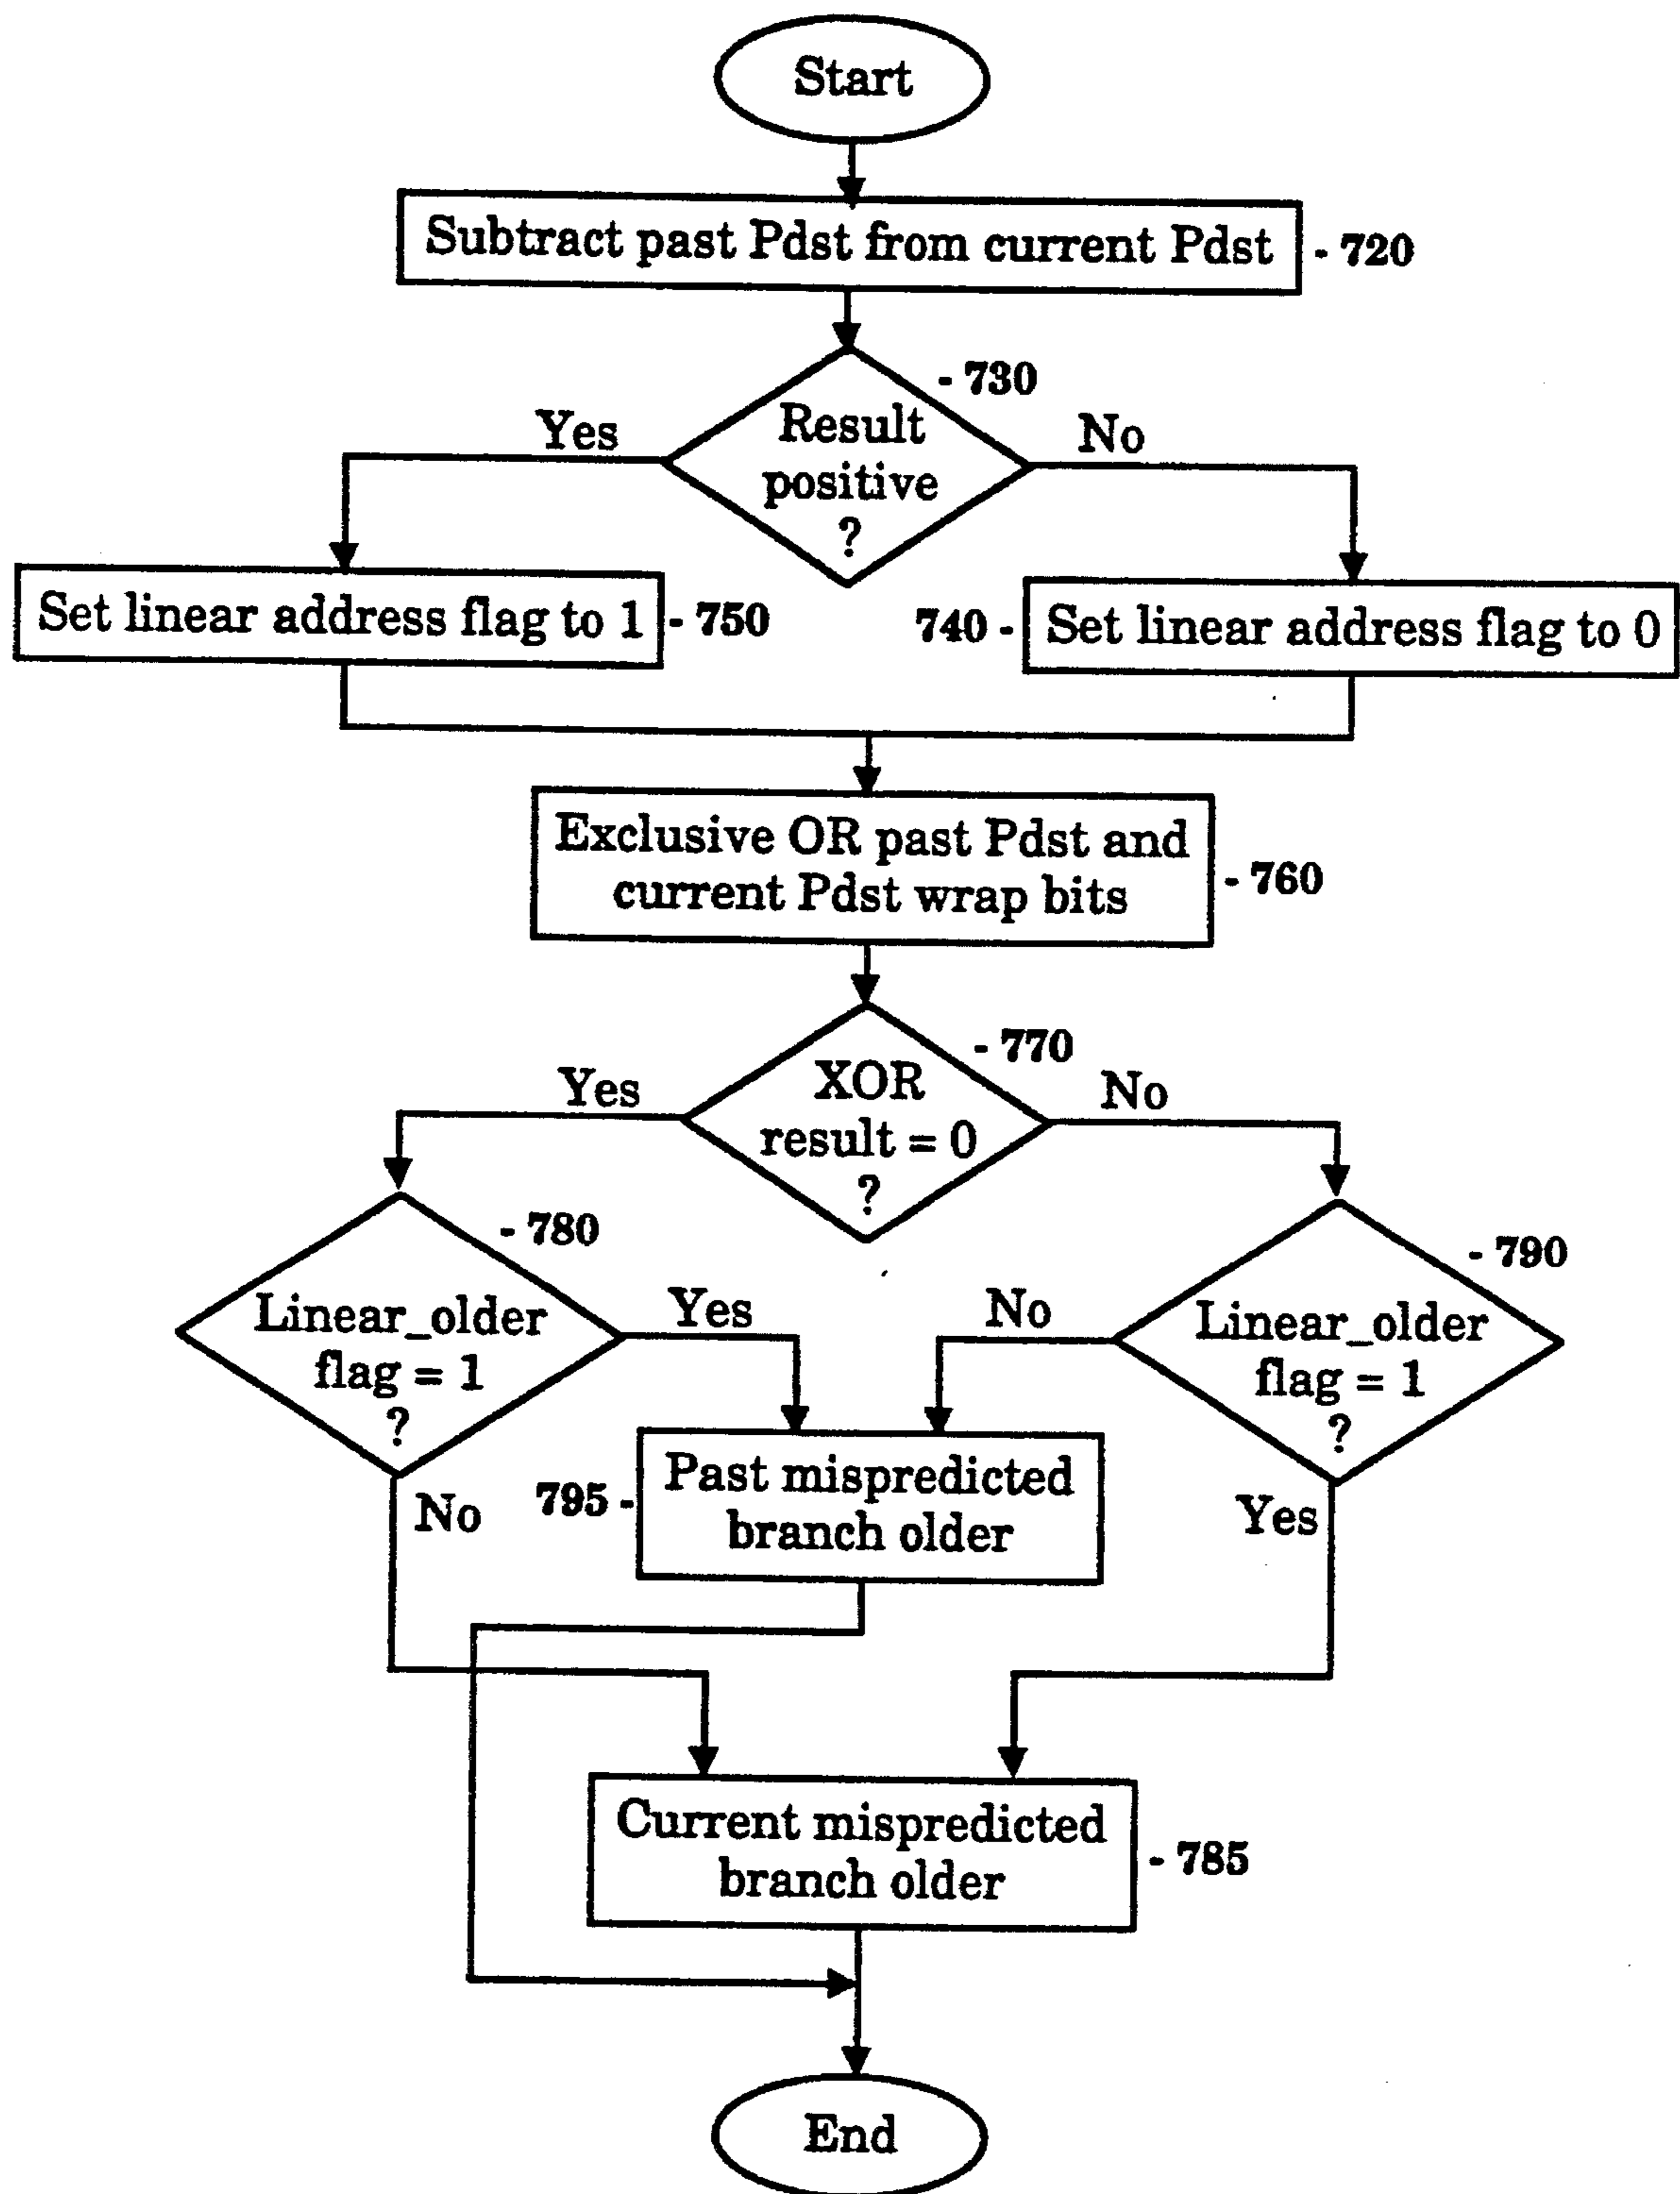 Start
Subtract past Pdst from current Pdst
- 720
- 730
Result
positive
?
Yes
No
Set linear address flag to 1
- 750
740 -
Set linear address flag to 0
Exclusive OR past Pdst and
current Pdst wrap bits
- 760
- 770
XOR
result = 0
?
Yes
No
- 780
Linear_older
flag = 1
?
Yes
No
- 790
Linear_older
flag = 1
?
No
795 -
Past mispredicted
branch older
Yes
Current mispredicted
branch older
- 785
End